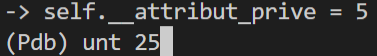 -> self.__attribut_prive = 5
(Pdb) unt 25